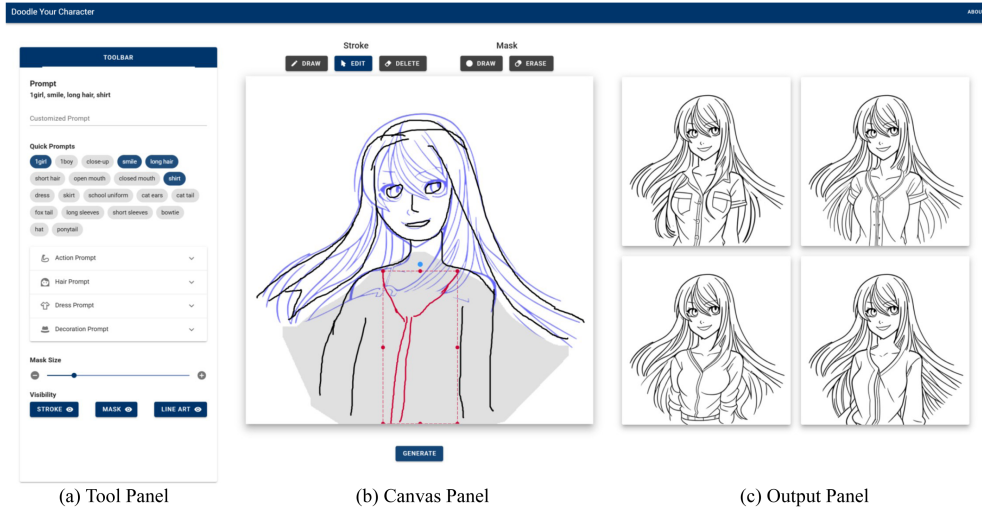 Doodle Your Character
ABOU
TOOLBAR
Prompt
1girl, smile, long hair, shirt
Customized Prompt
Quick Prompts
1girl 1boy close-up smile long hair
short hair open mouth closed mouth shirt
dress skirt school uniform cat ears cat tail
fox tail long sleeves short sleeves bowtie
hat ponytail
Action Prompt
Hair Prompt
Dress Prompt
Decoration Prompt
Mask Size
Visibility
STROKE MASK LINE ART
Stroke Mask
DRAW EDIT DELETE DRAW ERASE
GENERATE
(a) Tool Panel (b) Canvas Panel (c) Output Panel